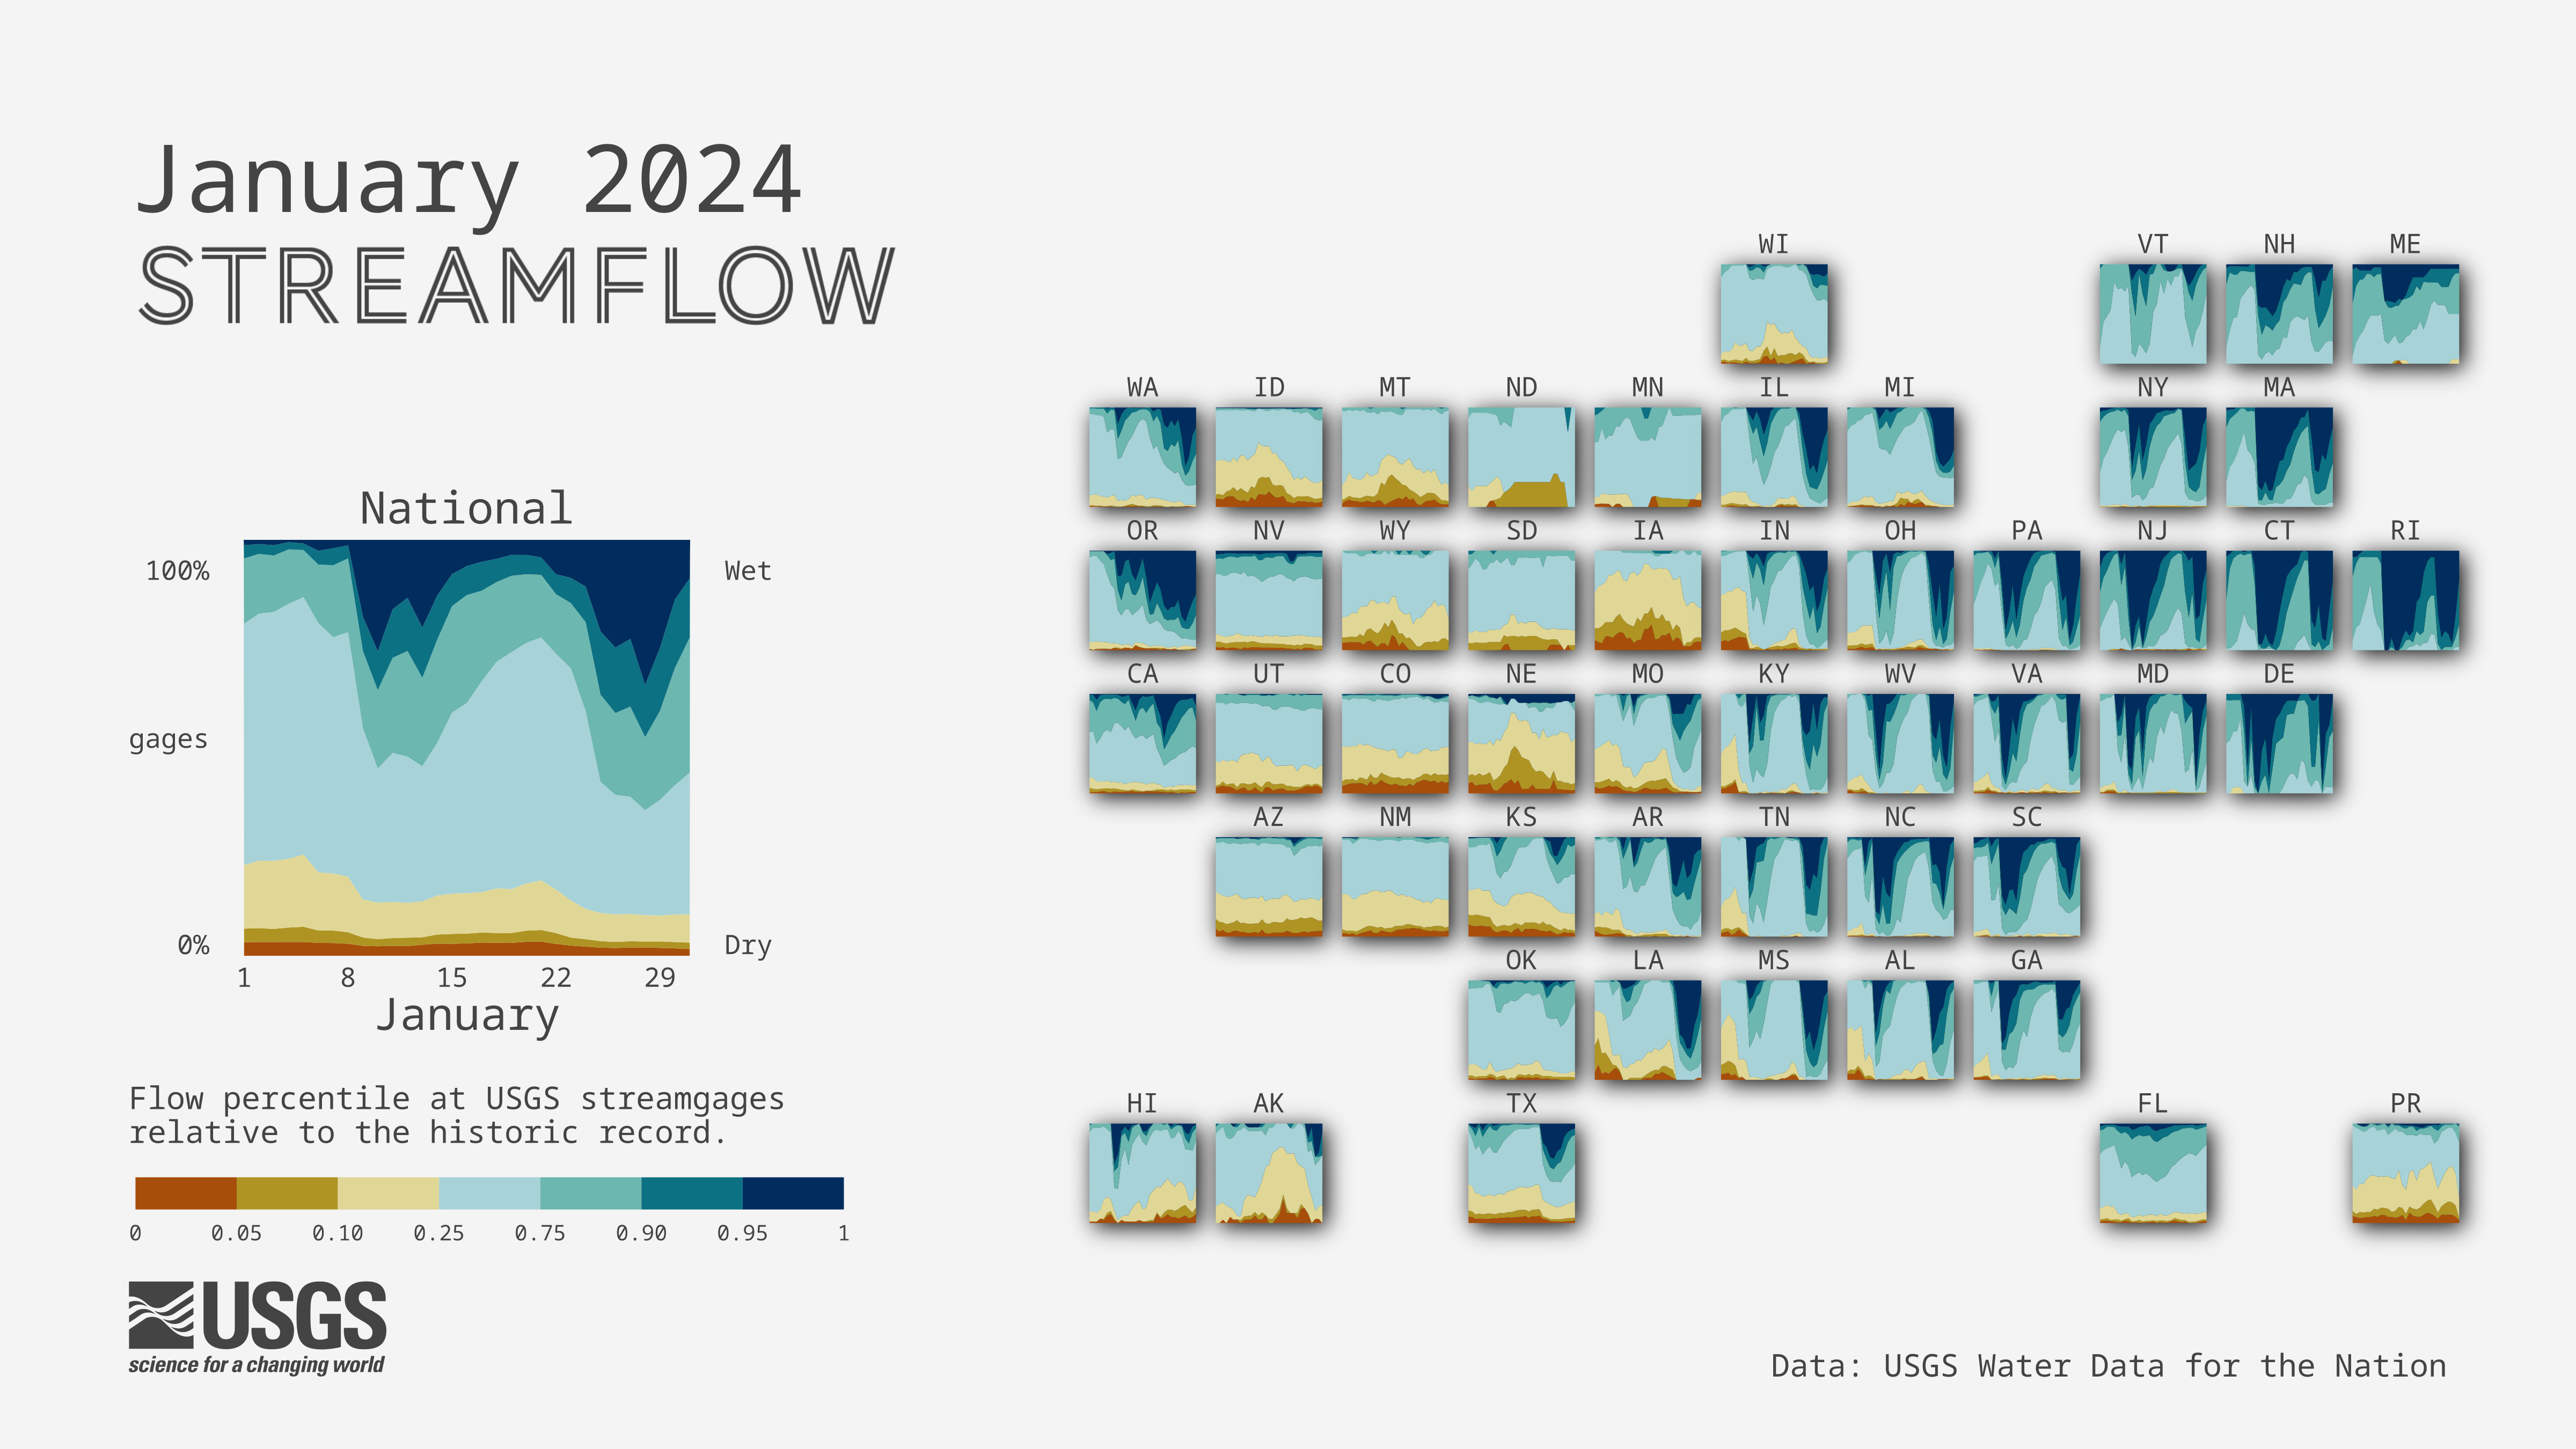 January 2024
STREAMFLOW
National
100%
Wet
gages
0%
Dry
1 8 15 22 29
January
Flow percentile at USGS streamgages
relative to the historic record.
0 0.05 0.10 0.25 0.75 0.90 0.95 1
USGS
science for a changing world
WI VT NH ME
WA ID MT ND MN IL MI NY MA
OR NV WY SD IA IN OH PA NJ CT RI
CA UT CO NE MO KY WV VA MD DE
AZ NM KS AR TN NC SC
OK LA MS AL GA
HI AK TX FL PR
Data: USGS Water Data for the Nation